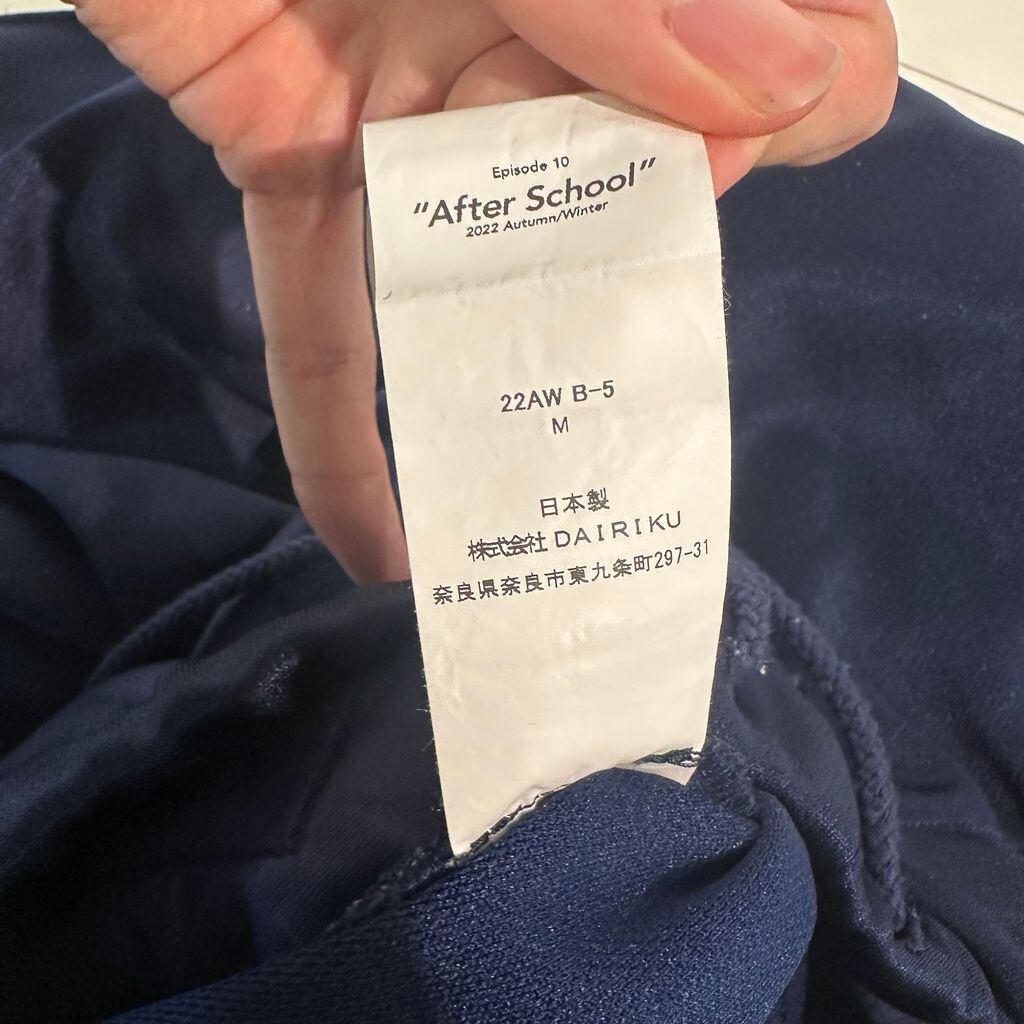 Episode 10
"After School"
2022 Autumn/Winter
22AW B-5
M
日本製
株式会社 DAIRIKU
奈良県奈良市東九条町297-31